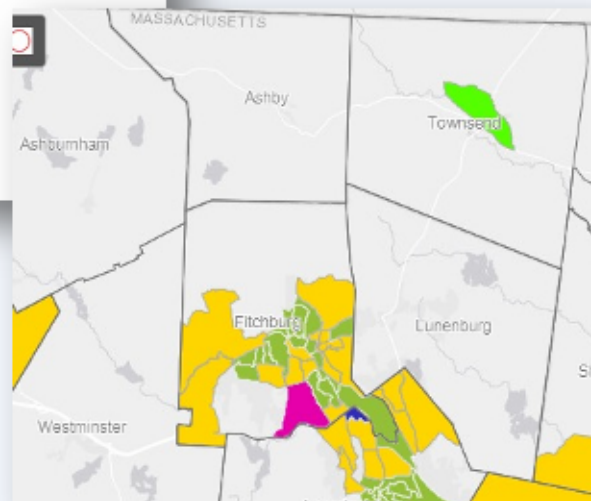 MASSACHUSETTS
Ashby
Townsend
Ashburnham
Fitchburg
Lunenburg
Westminster